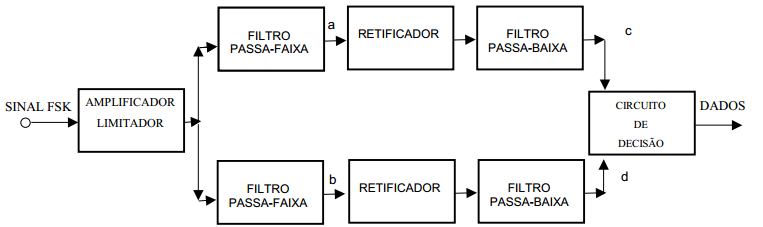 SINAL FSK
AMPLIFICADOR
LIMITADOR
FILTRO
PASSA-FAIXA
a
RETIFICADOR
FILTRO
PASSA-BAIXA
c
FILTRO
PASSA-FAIXA
b
RETIFICADOR
FILTRO
PASSA-BAIXA
d
CIRCUITO
DE
DECISÃO
DADOS